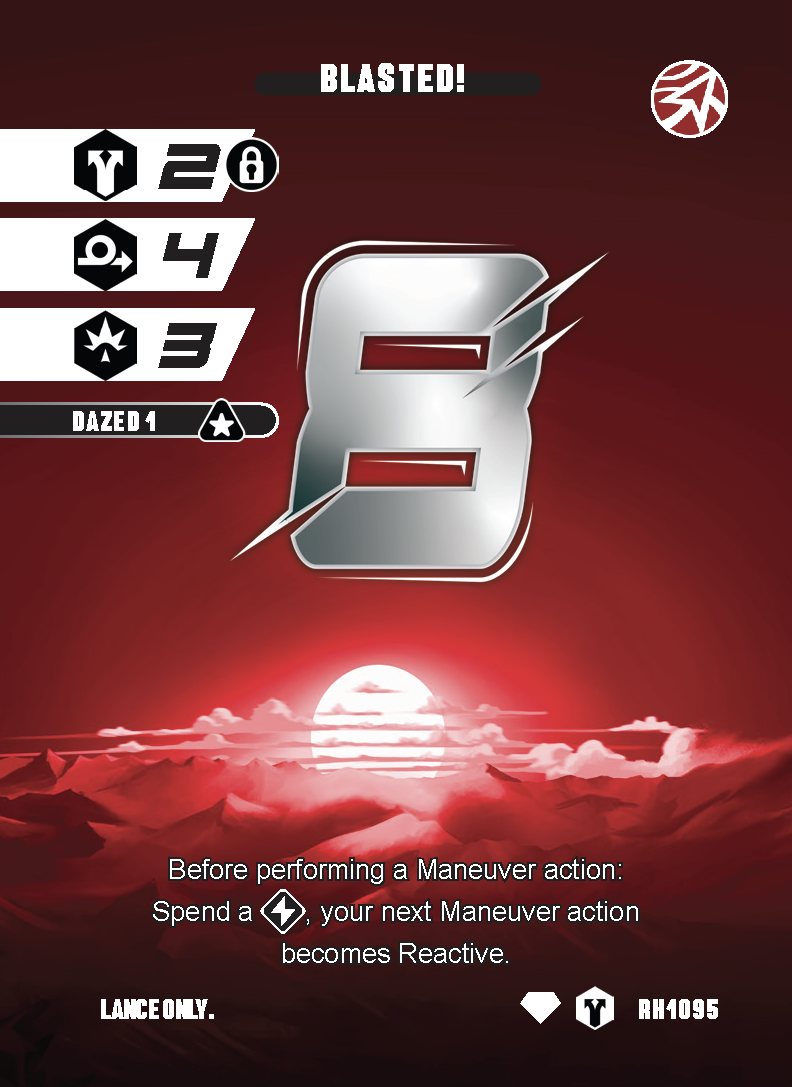 BLASTED!
2
4
3
DAZED 1
8
Before performing a Maneuver action:
Spend a , your next Maneuver action
becomes Reactive.
LANCE ONLY.
RH1095